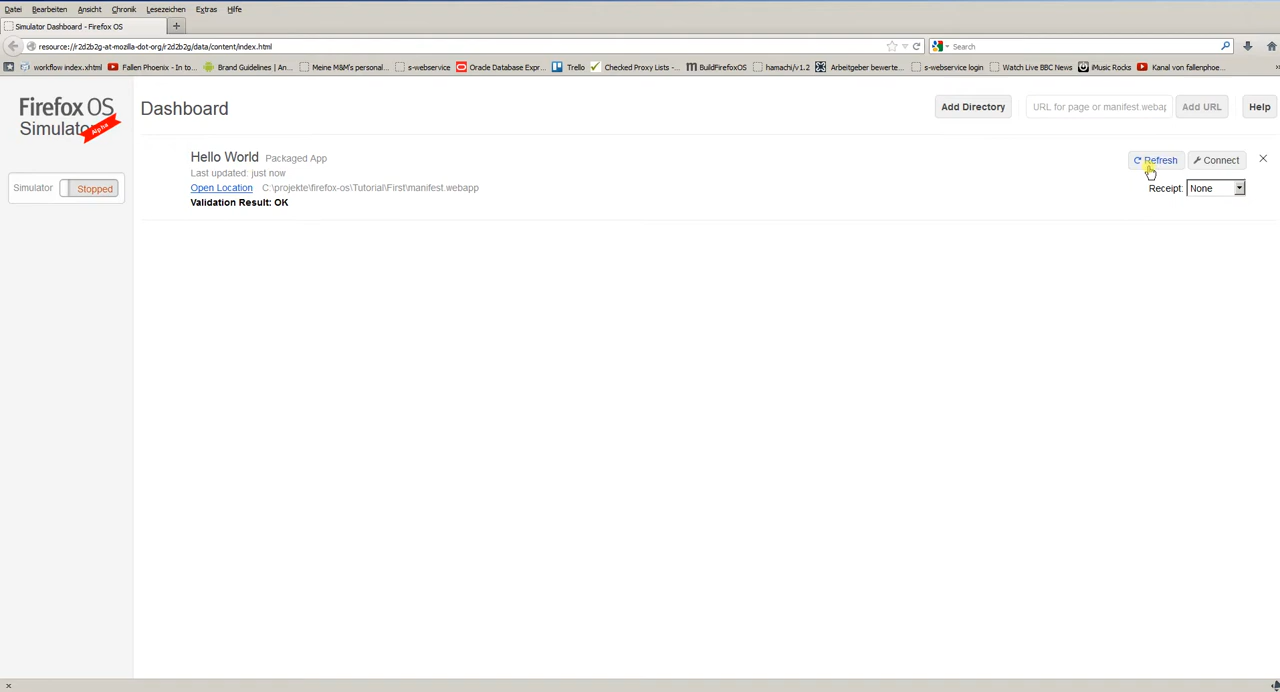 Datei Bearbeiten Ansicht Chronik Lesezeichen Extras Hilfe
Simulator Dashboard - Firefox OS
resource://r2d2b2g-at-mozilla-dot-org/r2d2b2g/data/content/index.html Search
workflow index.xhtml Fallen Phoenix - In to... Brand Guidelines | An... Meine M&M's personal... s-webservice Oracle Database Expr... Trello Checked Proxy Lists -... BuildFirefoxOS hamachi/v1.2 Arbeitgeber bewerte... s-webservice login Watch Live BBC News iMusic Rocks Kanal von fallenphoe...
Firefox OS
Simulator
Alpha
Dashboard
Add Directory URL for page or manifest.webapp Add URL Help
Simulator Stopped
Hello World Packaged App
Refresh Connect
Last updated: just now
Open Location C:\projekte\firefox-os\Tutorial\First\manifest.webapp
Receipt: None
Validation Result: OK